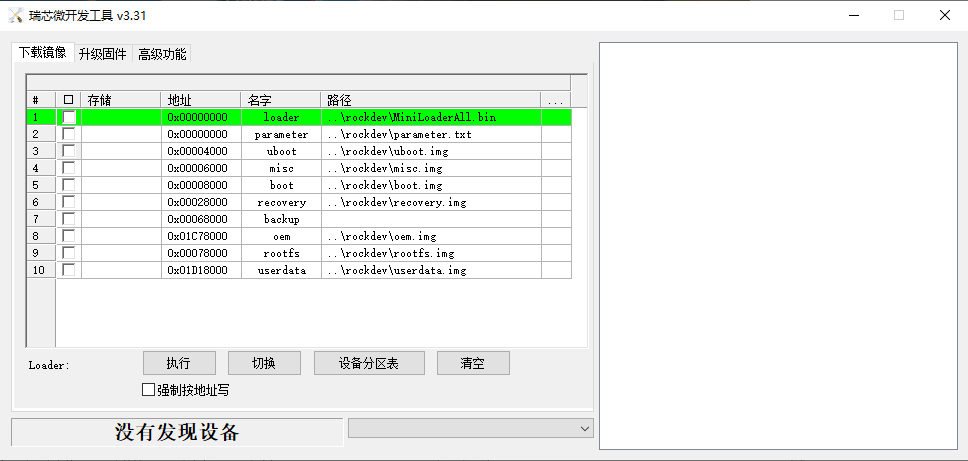 瑞芯微开发工具 v3.31
下载镜像 升级固件 高级功能
# 存储 地址 名字 路径 ...
1 0x00000000 loader ..\rockdev\MiniLoaderAll.bin
2 0x00000000 parameter ..\rockdev\parameter.txt
3 0x00004000 uboot ..\rockdev\uboot.img
4 0x00006000 misc ..\rockdev\misc.img
5 0x00008000 boot ..\rockdev\boot.img
6 0x00028000 recovery ..\rockdev\recovery.img
7 0x00068000 backup
8 0x01C78000 oem ..\rockdev\oem.img
9 0x00078000 rootfs ..\rockdev\rootfs.img
10 0x01D18000 userdata ..\rockdev\userdata.img
Loader: 执行 切换 设备分区表 清空
强制按地址写
没有发现设备